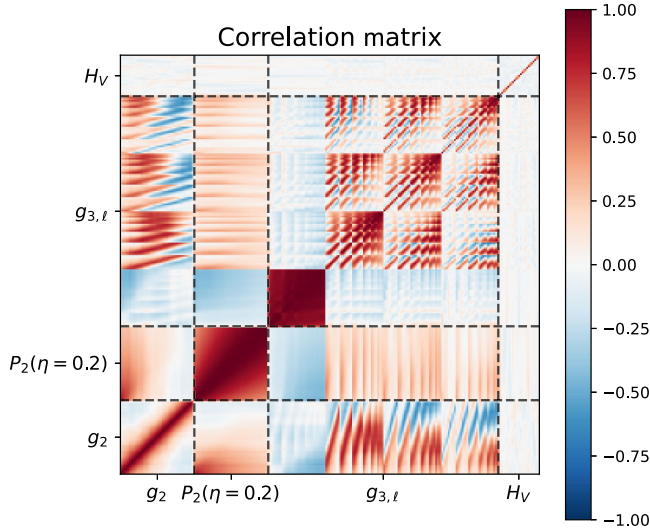 Correlation matrix
H_V
g_{3,ℓ}
P_2(η = 0.2)
g_2
g_2 P_2(η = 0.2) g_{3,ℓ} H_V
1.00
0.75
0.50
0.25
0.00
−0.25
−0.50
−0.75
−1.00